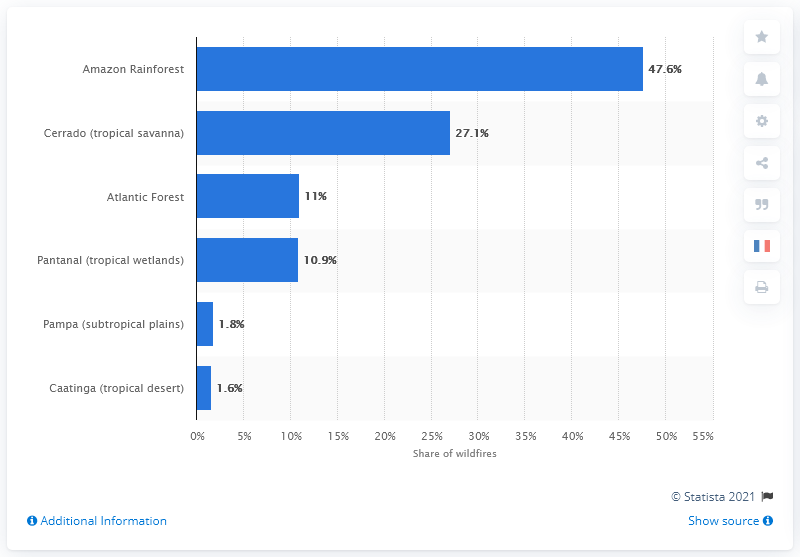 Amazon Rainforest 47.6%
Cerrado (tropical savanna) 27.1%
Atlantic Forest 11%
Pantanal (tropical wetlands) 10.9%
Pampa (subtropical plains) 1.8%
Caatinga (tropical desert) 1.6%
0% 5% 10% 15% 20% 25% 30% 35% 40% 45% 50% 55%
Share of wildfires
© Statista 2021
Additional Information Show source